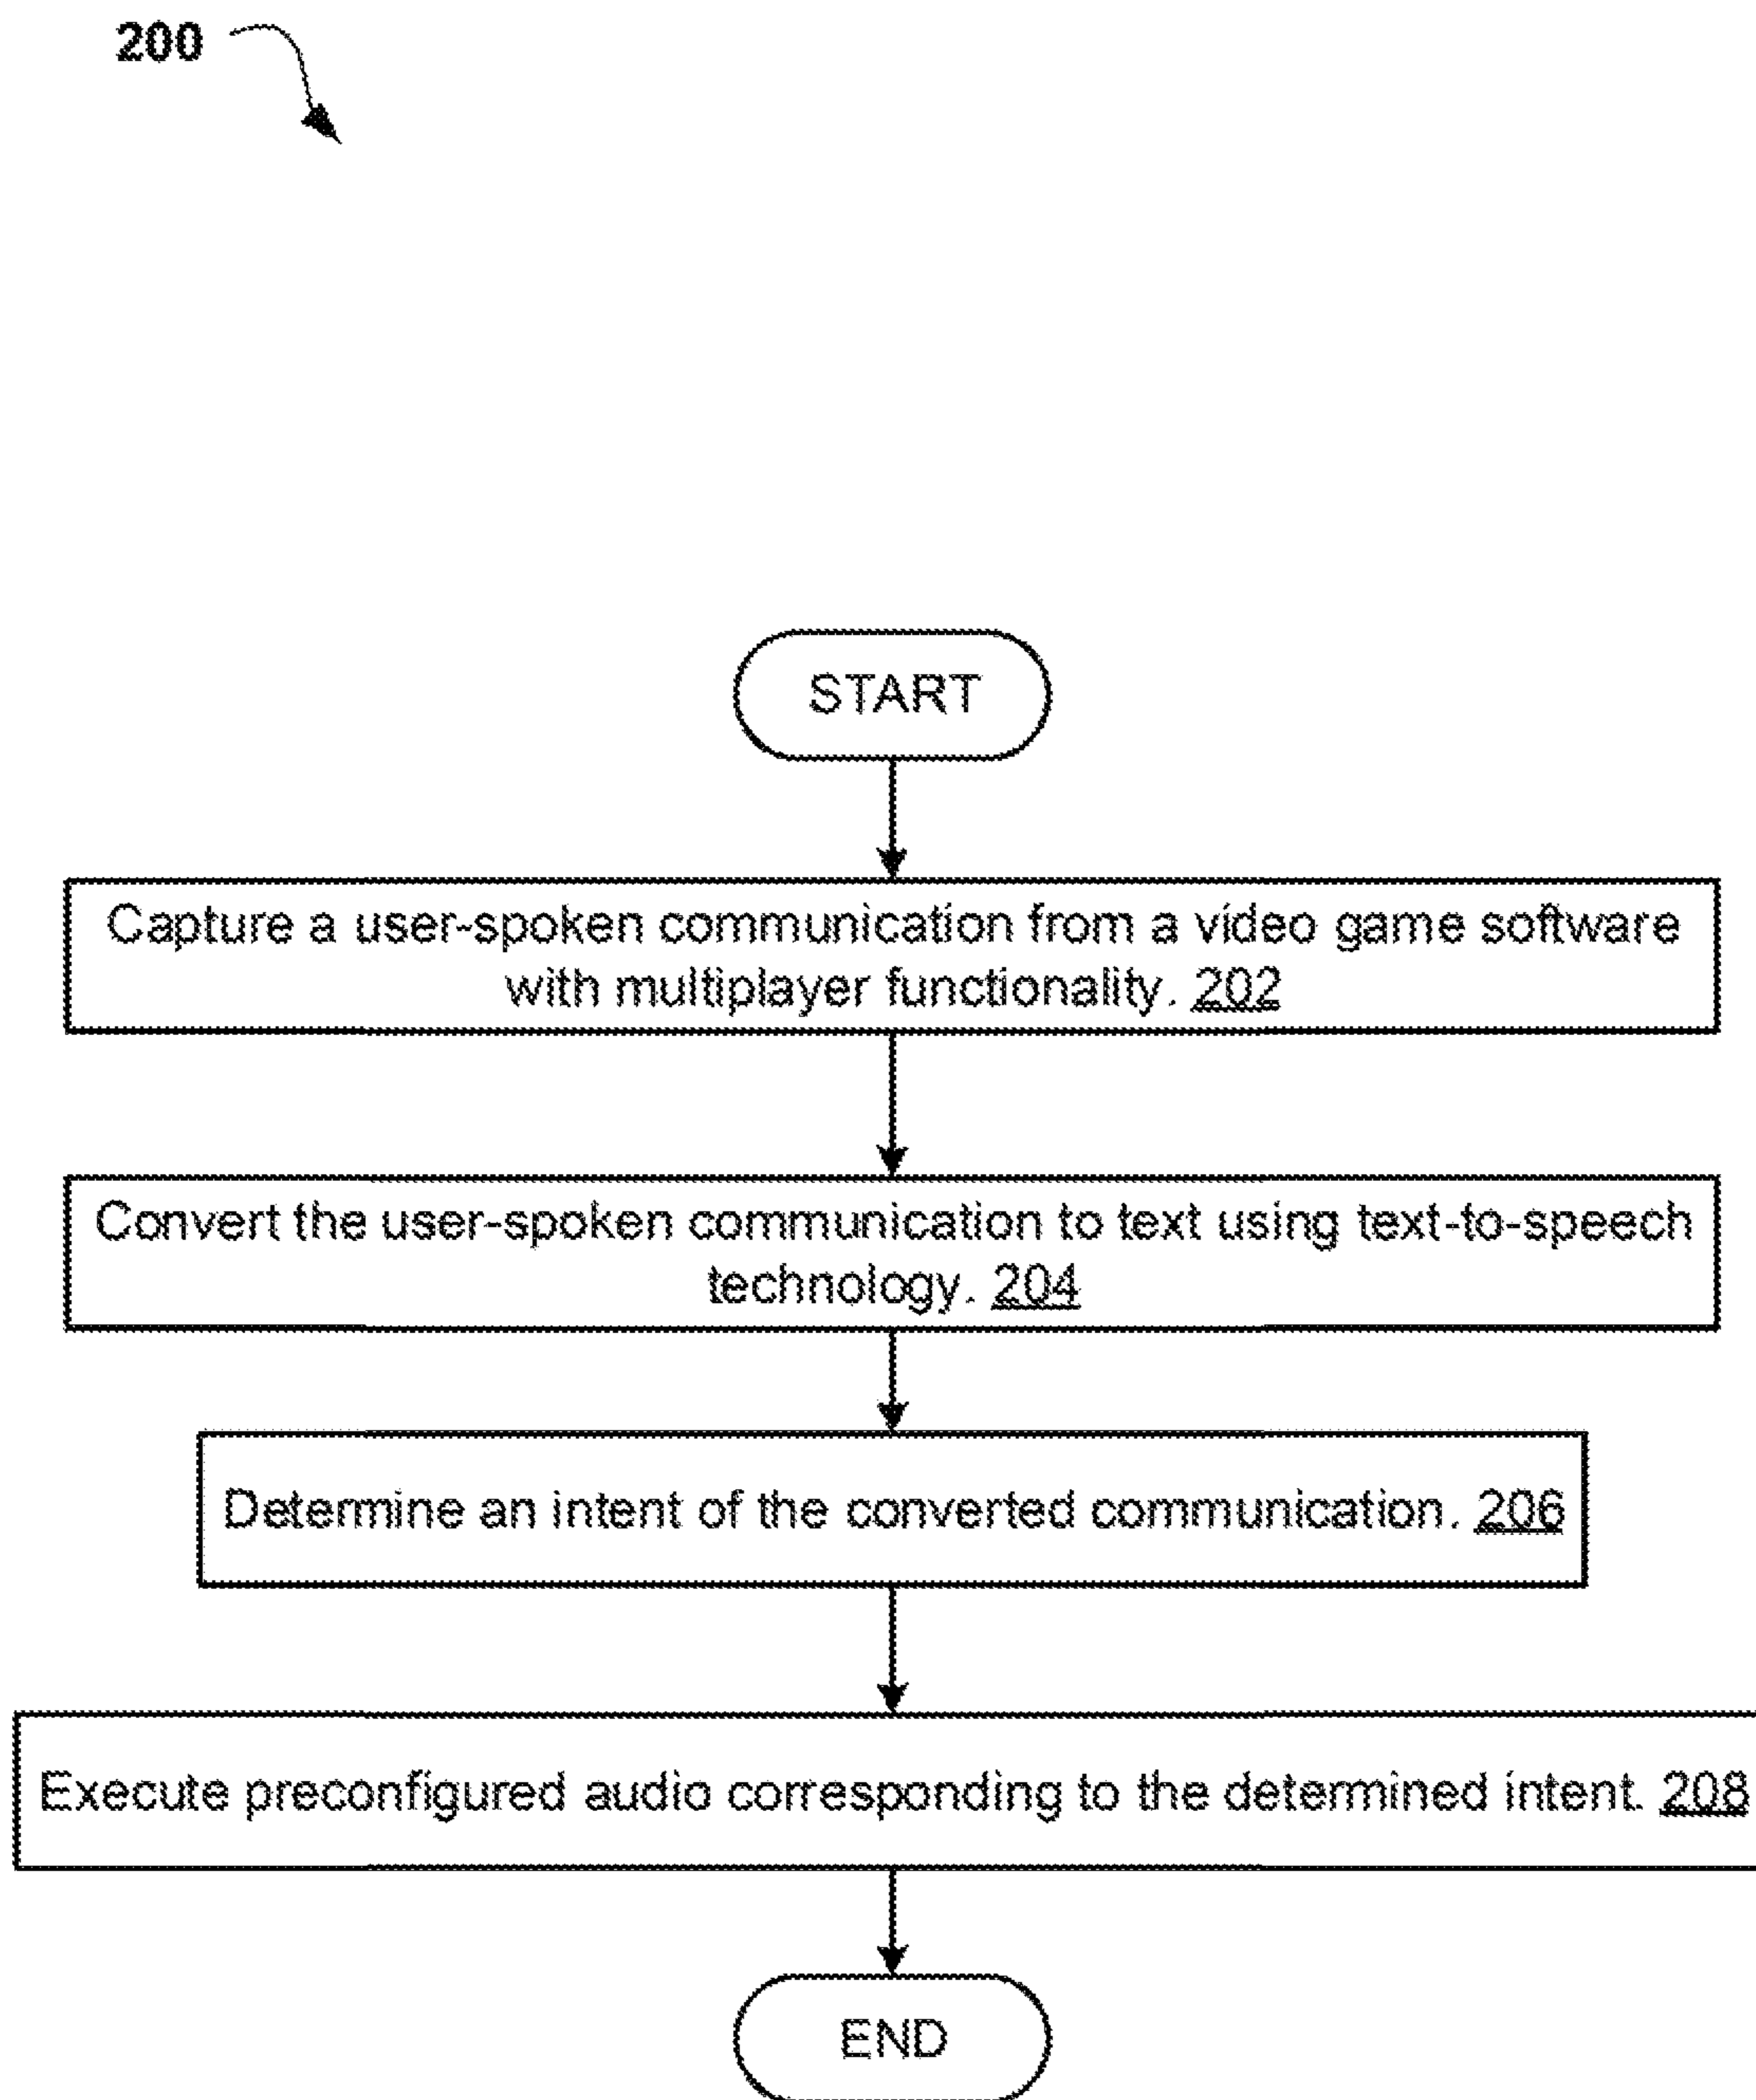 200
START
Capture a user-spoken communication from a video game software
with multiplayer functionality. 202
Convert the user-spoken communication to text using text-to-speech
technology. 204
Determine an intent of the converted communication. 206
Execute preconfigured audio corresponding to the determined intent. 208
END